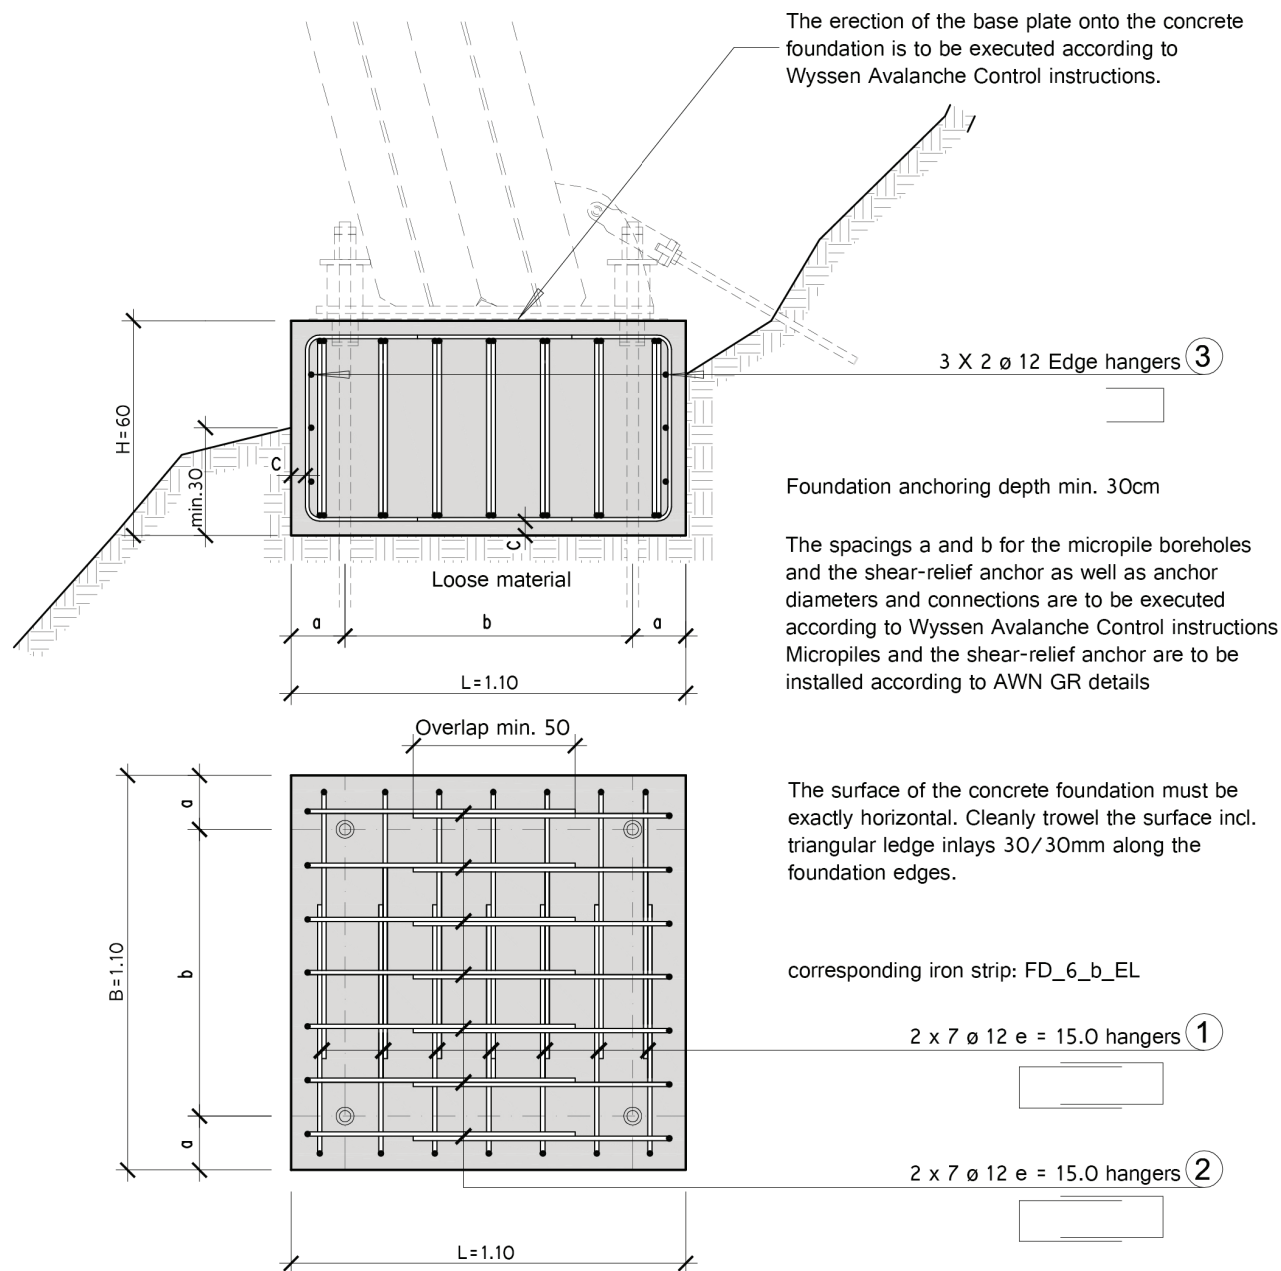 The erection of the base plate onto the concrete
foundation is to be executed according to
Wyssen Avalanche Control instructions.
3 X 2 ø 12 Edge hangers 3
H=60
min.30
C
C
Foundation anchoring depth min. 30cm
The spacings a and b for the micropile boreholes
and the shear-relief anchor as well as anchor
diameters and connections are to be executed
according to Wyssen Avalanche Control instructions
Micropiles and the shear-relief anchor are to be
installed according to AWN GR details
Loose material
a
b
a
L=1.10
Overlap min. 50
a
b
a
B=1.10
The surface of the concrete foundation must be
exactly horizontal. Cleanly trowel the surface incl.
triangular ledge inlays 30/30mm along the
foundation edges.
corresponding iron strip: FD_6_b_EL
2 x 7 ø 12 e = 15.0 hangers 1
2 x 7 ø 12 e = 15.0 hangers 2
L=1.10